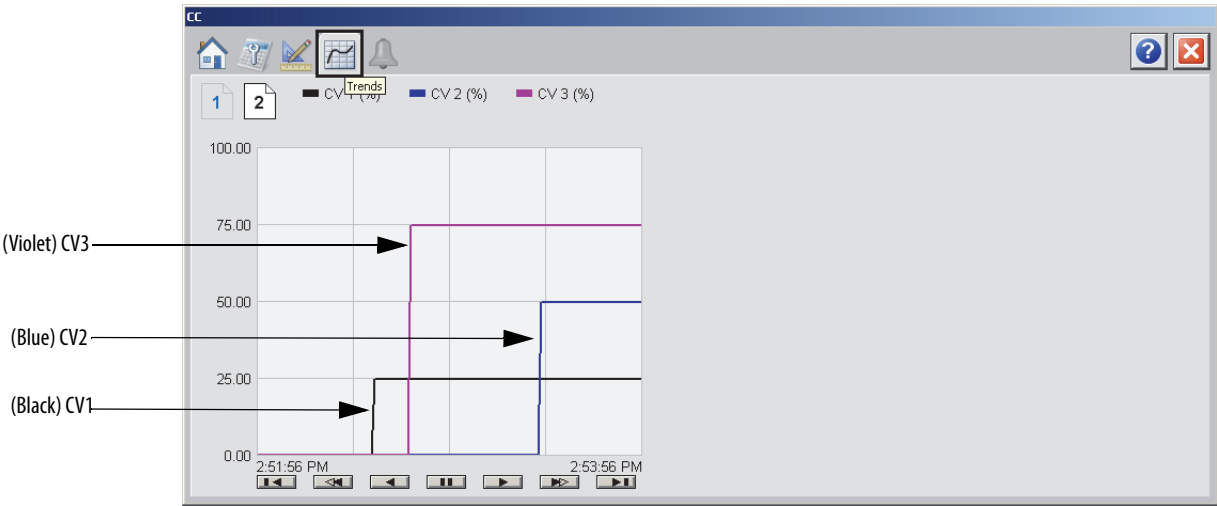 CC
Trends
1
2
CV 1 (%)
CV 2 (%)
CV 3 (%)
100.00
75.00
(Violet) CV3
50.00
(Blue) CV2
25.00
(Black) CV1
0.00
2:51:56 PM
2:53:56 PM